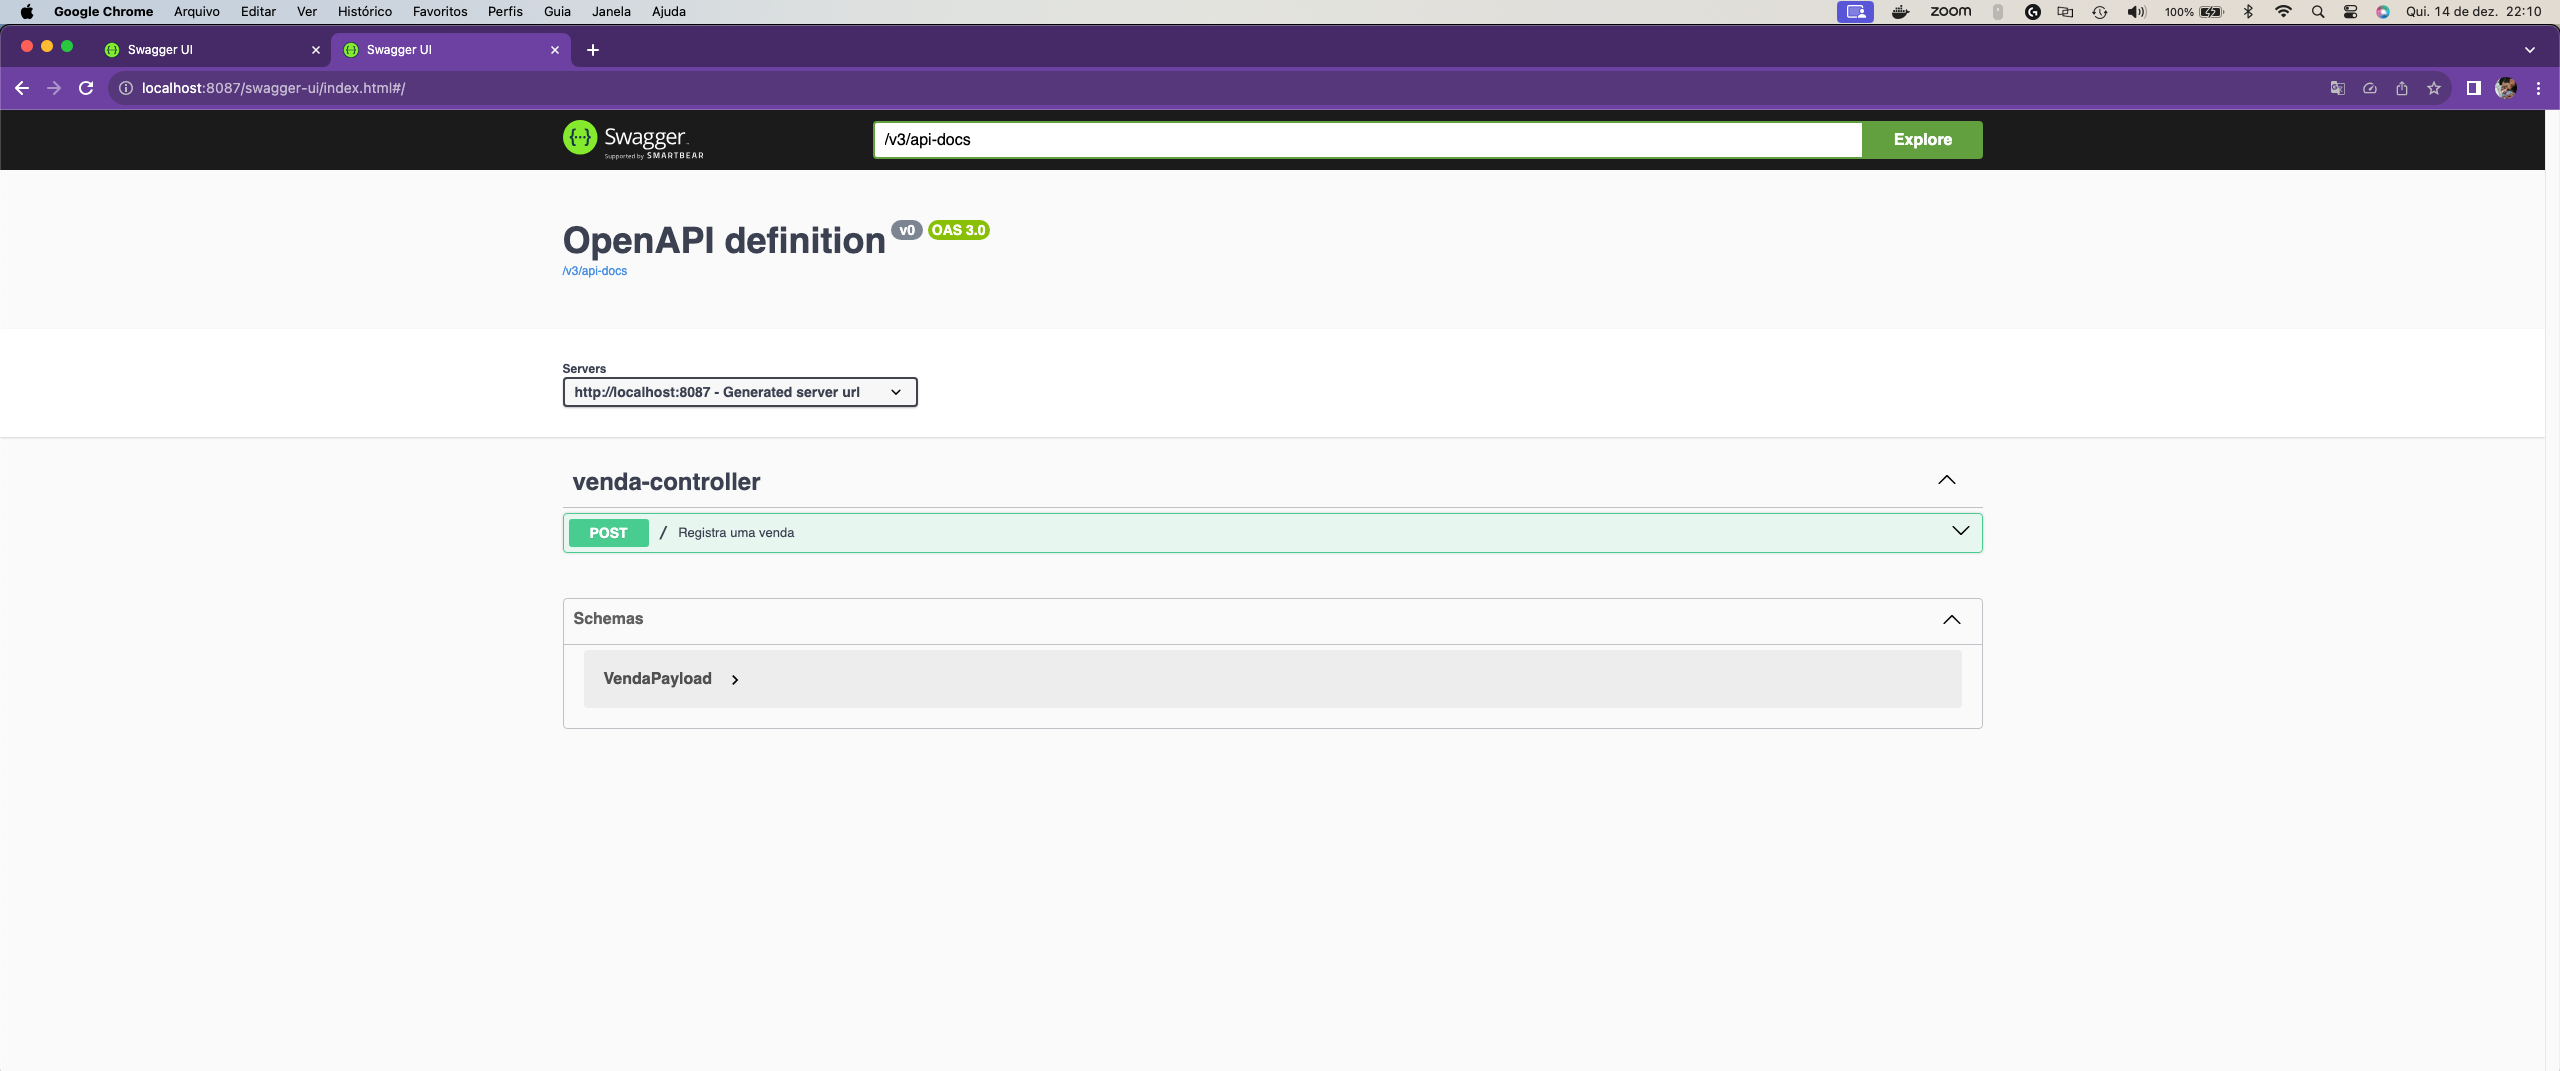 Google Chrome Arquivo Editar Ver Histórico Favoritos Perfis Guia Janela Ajuda zoom 100% Qui. 14 de dez. 22:10
Swagger UI Swagger UI
localhost:8087/swagger-ui/index.html#/
Swagger
Supported by SMARTBEAR
/v3/api-docs
Explore
OpenAPI definition v0 OAS 3.0
/v3/api-docs
Servers
http://localhost:8087 - Generated server url
venda-controller
POST / Registra uma venda
Schemas
VendaPayload